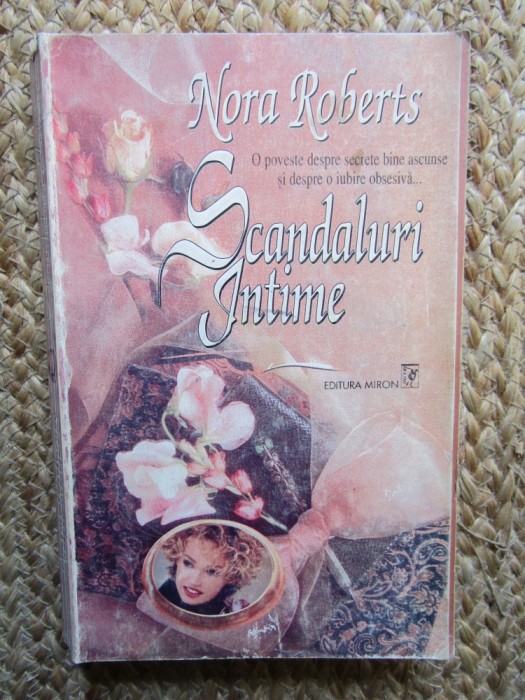 Nora Roberts
O poveste despre secrete bine ascunse
și despre o iubire obsesivă...
Scandaluri
Intime
EDITURA MIRON